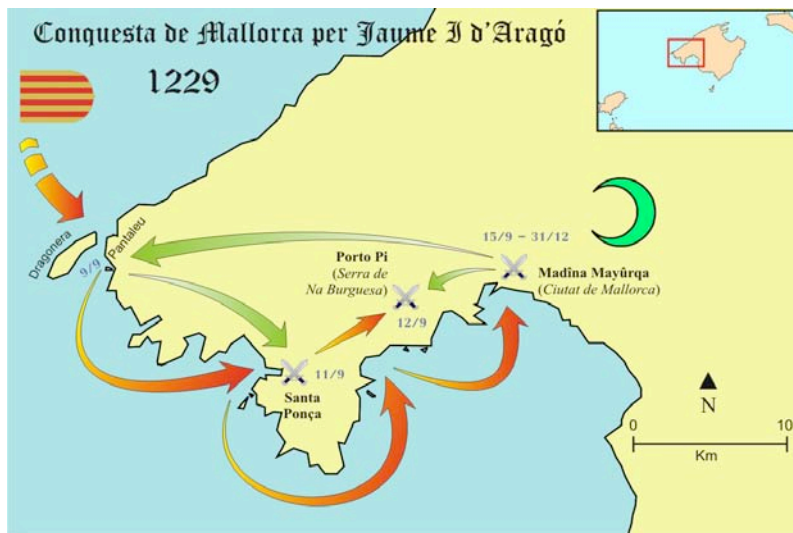 Conquesta de Mallorca per Jaume I d'Aragó
1229
Dragonera
Pantaleu
9/9
15/9 – 31/12
Porto Pi
(Serra de
Na Burguesa)
Madîna Mayûrqa
(Ciutat de Mallorca)
12/9
11/9
Santa
Ponça
N
0
10
Km